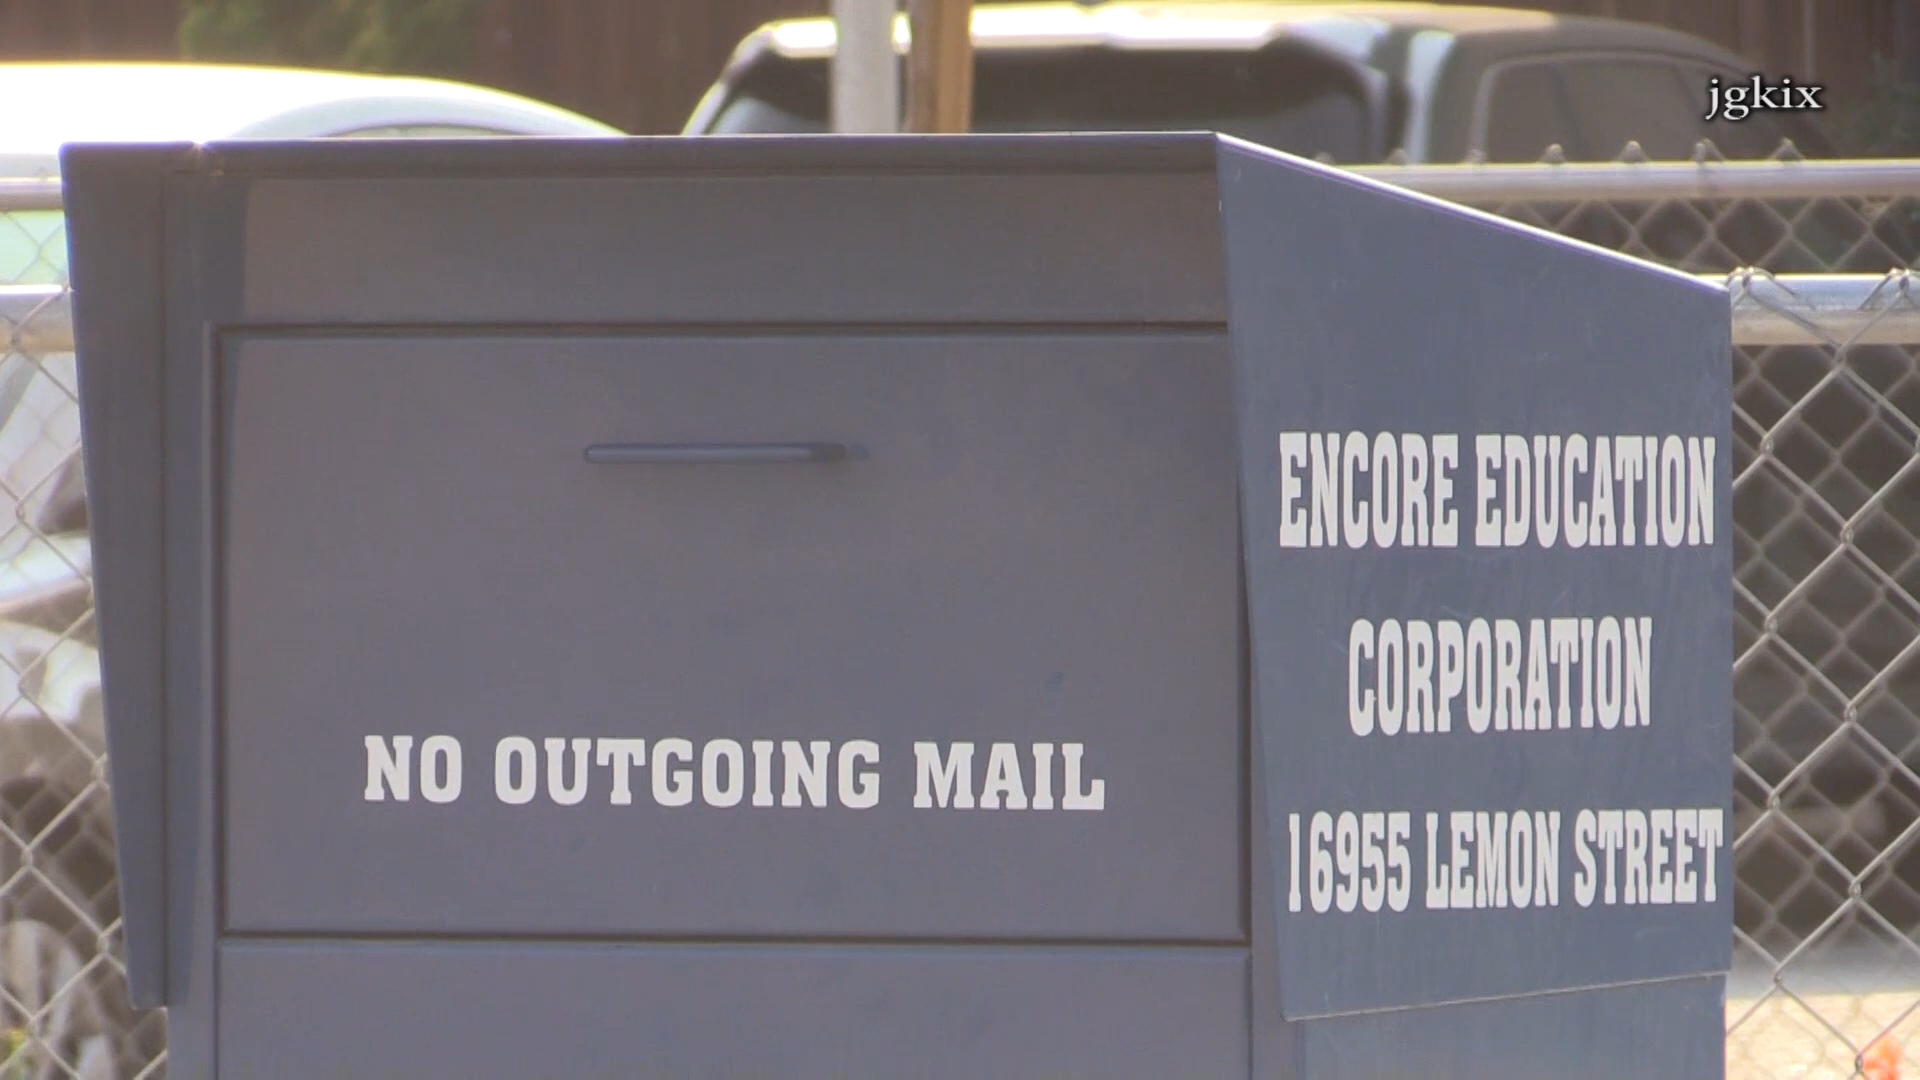 jgkix
NO OUTGOING MAIL
ENCORE EDUCATION
CORPORATION
16955 LEMON STREET